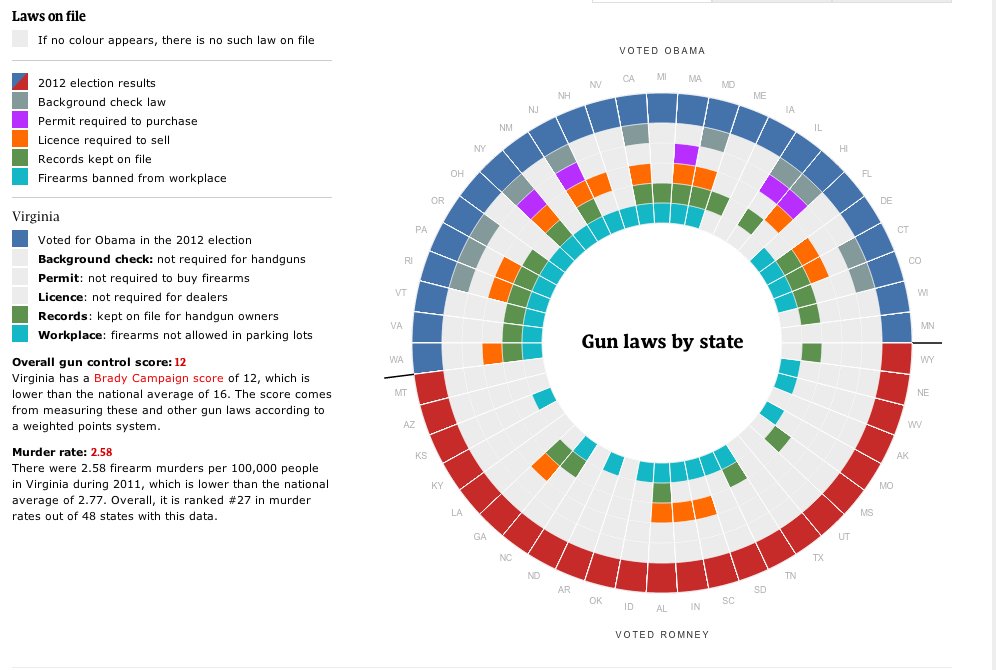 Laws on file
If no colour appears, there is no such law on file
2012 election results
Background check law
Permit required to purchase
Licence required to sell
Records kept on file
Firearms banned from workplace
Virginia
Voted for Obama in the 2012 election
Background check: not required for handguns
Permit: not required to buy firearms
Licence: not required for dealers
Records: kept on file for handgun owners
Workplace: firearms not allowed in parking lots
Overall gun control score: 12
Virginia has a Brady Campaign score of 12, which is
lower than the national average of 16. The score comes
from measuring these and other gun laws according to
a weighted points system.
Murder rate: 2.58
There were 2.58 firearm murders per 100,000 people
in Virginia during 2011, which is lower than the national
average of 2.77. Overall, it is ranked #27 in murder
rates out of 48 states with this data.
VOTED OBAMA
WA
VA
VT
RI
PA
OR
OH
NY
NM
NJ
NH
NV
CA
MI
MA
MD
ME
IA
IL
HI
FL
DE
CT
CO
WI
MN
WY
NE
WV
AK
MO
MS
UT
TX
TN
SD
SC
IN
AL
ID
OK
AR
ND
NC
GA
LA
KY
KS
AZ
MT
Gun laws by state
VOTED ROMNEY